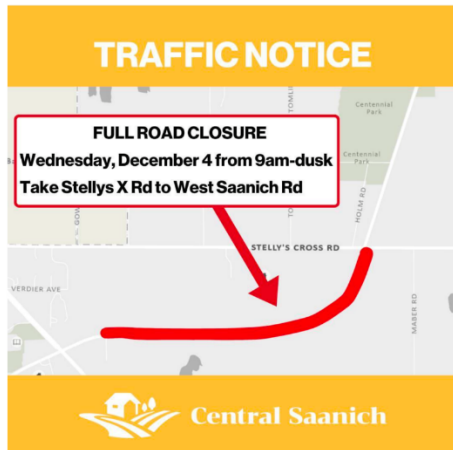 TRAFFIC NOTICE
Centennial
Park
FULL ROAD CLOSURE
Wednesday, December 4 from 9am-dusk
Take Stellys X Rd to West Saanich Rd
Centennial
Park
HOLM RD
STELLY'S CROSS RD
VERDIER AVE
MABER RD
Central Saanich